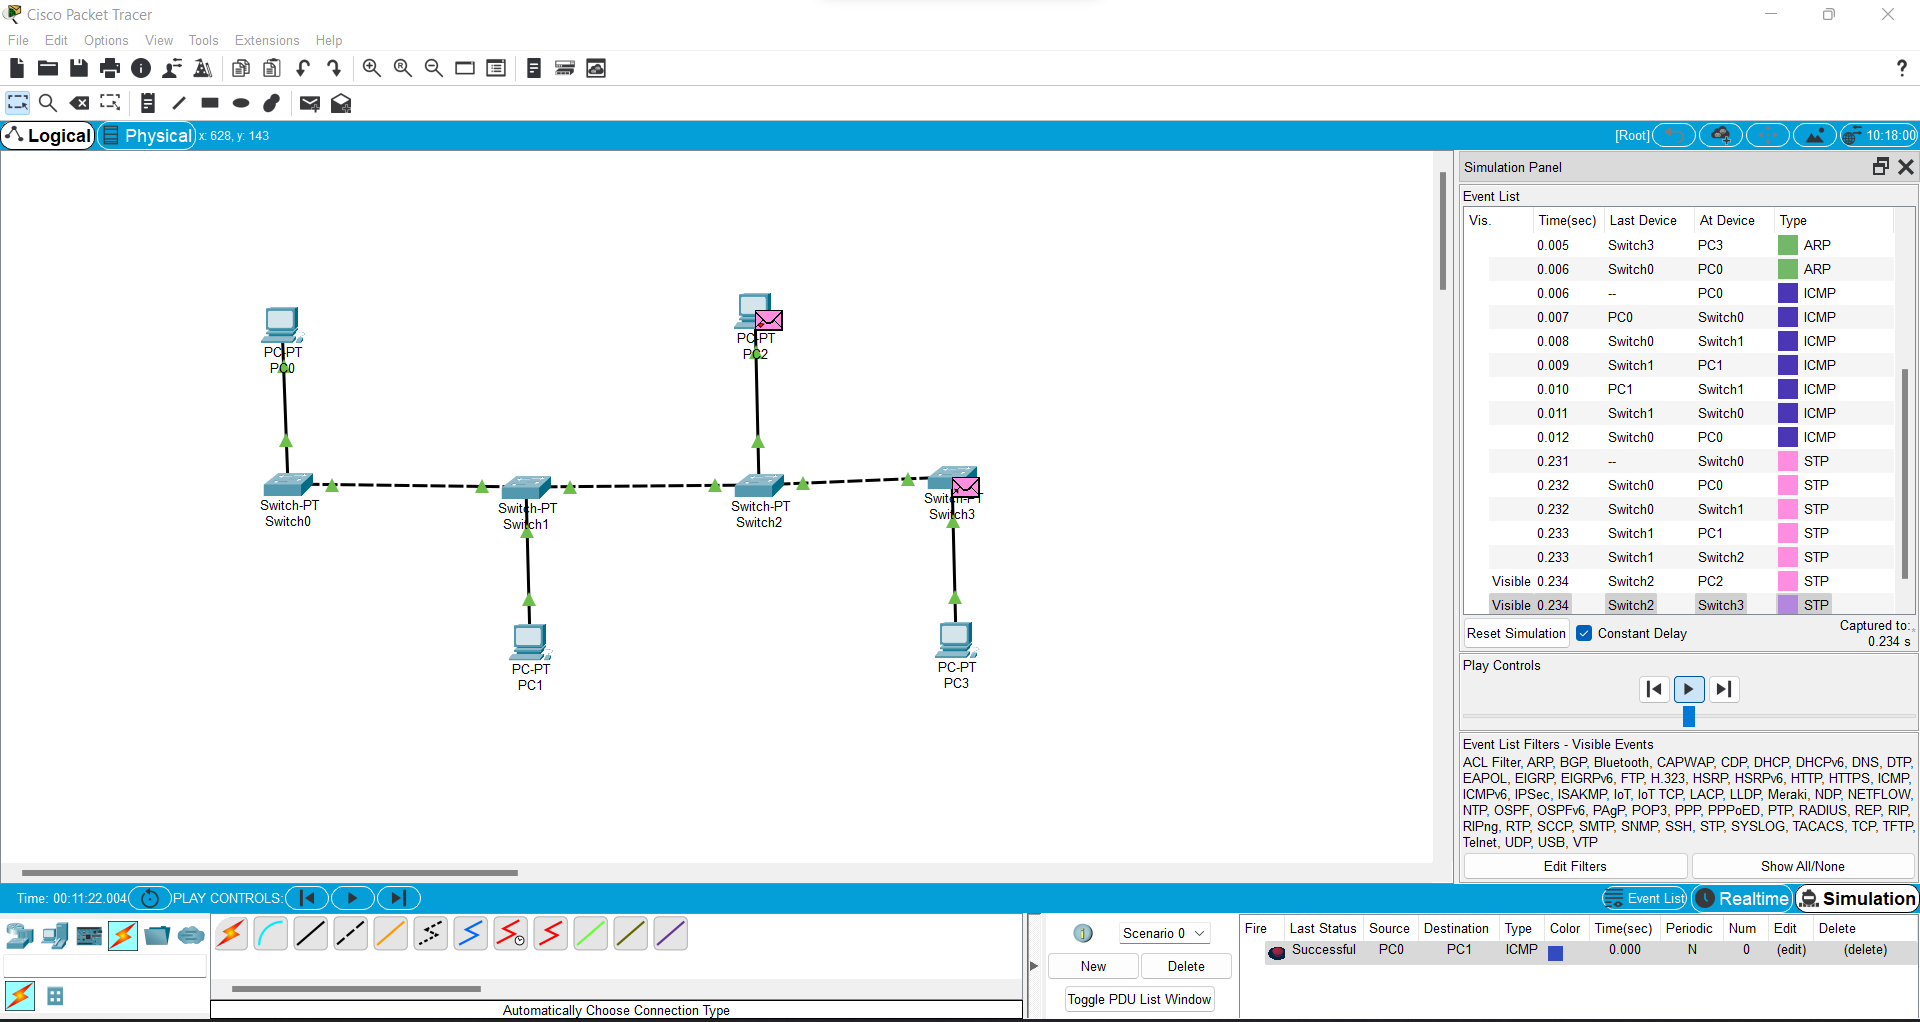 Cisco Packet Tracer
File Edit Options View Tools Extensions Help
?
Logical Physical x: 628, y: 143
[Root] 10:18:00
Simulation Panel
Event List
Vis. Time(sec) Last Device At Device Type
0.005 Switch3 PC3 ARP
0.006 Switch0 PC0 ARP
0.006 -- PC0 ICMP
0.007 PC0 Switch0 ICMP
0.008 Switch0 Switch1 ICMP
0.009 Switch1 PC1 ICMP
0.010 PC1 Switch1 ICMP
0.011 Switch1 Switch0 ICMP
0.012 Switch0 PC0 ICMP
0.231 -- Switch0 STP
0.232 Switch0 PC0 STP
0.232 Switch0 Switch1 STP
0.233 Switch1 PC1 STP
0.233 Switch1 Switch2 STP
Visible 0.234 Switch2 PC2 STP
Visible 0.234 Switch2 Switch3 STP
Reset Simulation Constant Delay
Captured to:
0.234 s
Play Controls
Event List Filters - Visible Events
ACL Filter, ARP, BGP, Bluetooth, CAPWAP, CDP, DHCP, DHCPv6, DNS, DTP,
EAPOL, EIGRP, EIGRPv6, FTP, H.323, HSRP, HSRPv6, HTTP, HTTPS, ICMP,
ICMPv6, IPSec, ISAKMP, IoT, IoT TCP, LACP, LLDP, Meraki, NDP, NETFLOW,
NTP, OSPF, OSPFv6, PAgP, POP3, PPP, PPPoED, PTP, RADIUS, REP, RIP,
RIPng, RTP, SCCP, SMTP, SNMP, SSH, STP, SYSLOG, TACACS, TCP, TFTP,
Telnet, UDP, USB, VTP
Edit Filters Show All/None
PC-PT
PC0
PC-PT
PC2
Switch-PT
Switch0
Switch-PT
Switch1
Switch-PT
Switch2
Switch-PT
Switch3
PC-PT
PC1
PC-PT
PC3
Time: 00:11:22.004 PLAY CONTROLS:
Event List Realtime Simulation
Automatically Choose Connection Type
Scenario 0
New Delete
Toggle PDU List Window
Fire Last Status Source Destination Type Color Time(sec) Periodic Num Edit Delete
Successful PC0 PC1 ICMP 0.000 N 0 (edit) (delete)